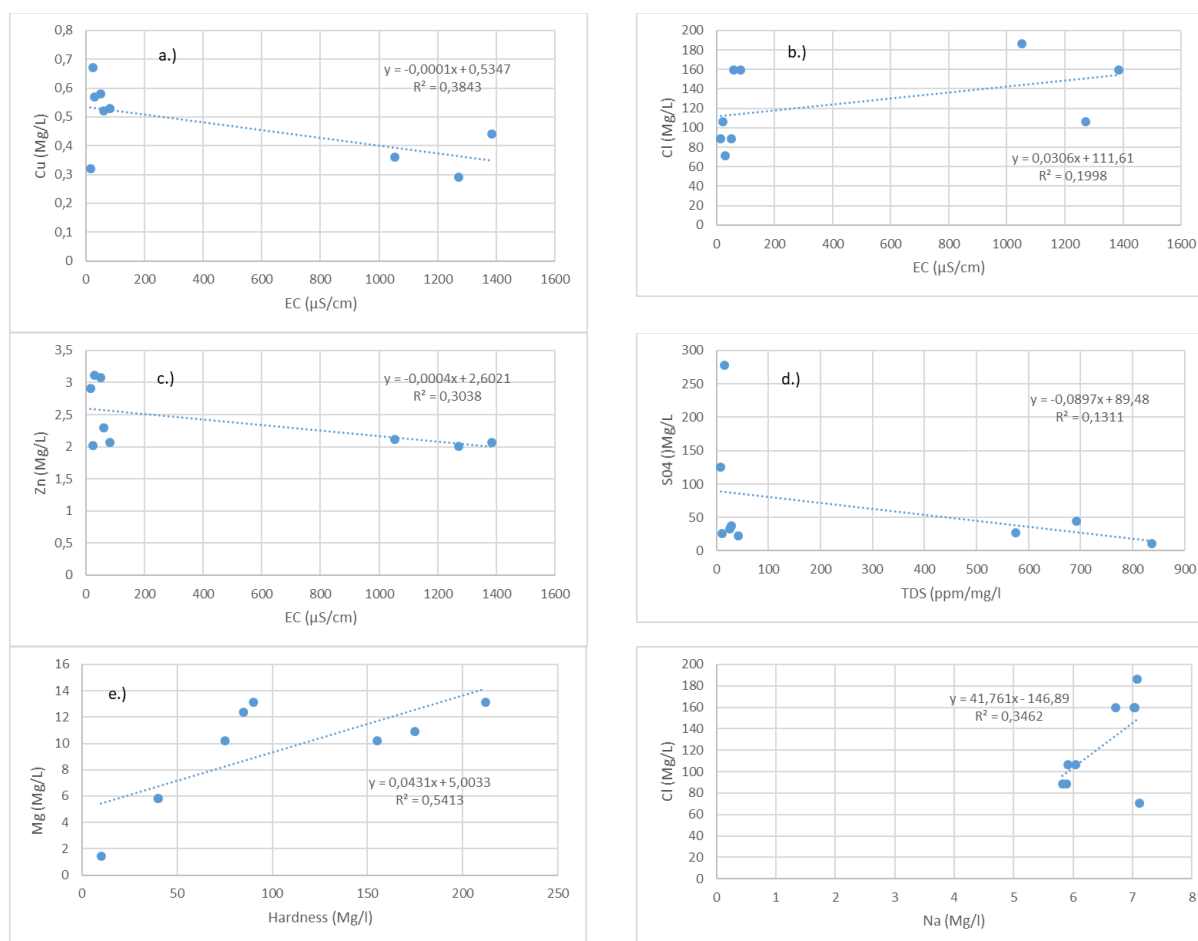 a.)
y = -0,0001x + 0,5347
R² = 0,3843
Cu (Mg/L)
0,8
0,7
0,6
0,5
0,4
0,3
0,2
0,1
0
0 200 400 600 800 1000 1200 1400 1600
EC (µS/cm)
b.)
y = 0,0306x + 111,61
R² = 0,1998
Cl (Mg/L)
200
180
160
140
120
100
80
60
40
20
0
0 200 400 600 800 1000 1200 1400 1600
EC (µS/cm)
c.)
y = -0,0004x + 2,6021
R² = 0,3038
Zn (Mg/L)
3,5
3
2,5
2
1,5
1
0,5
0
0 200 400 600 800 1000 1200 1400 1600
EC (µS/cm)
d.)
y = -0,0897x + 89,48
R² = 0,1311
S04 ()Mg/L
300
250
200
150
100
50
0
0 100 200 300 400 500 600 700 800 900
TDS (ppm/mg/l
e.)
y = 0,0431x + 5,0033
R² = 0,5413
Mg (Mg/L)
16
14
12
10
8
6
4
2
0
0 50 100 150 200 250
Hardness (Mg/l)
y = 41,761x - 146,89
R² = 0,3462
Cl (Mg/L)
200
180
160
140
120
100
80
60
40
20
0
0 1 2 3 4 5 6 7 8
Na (Mg/l)